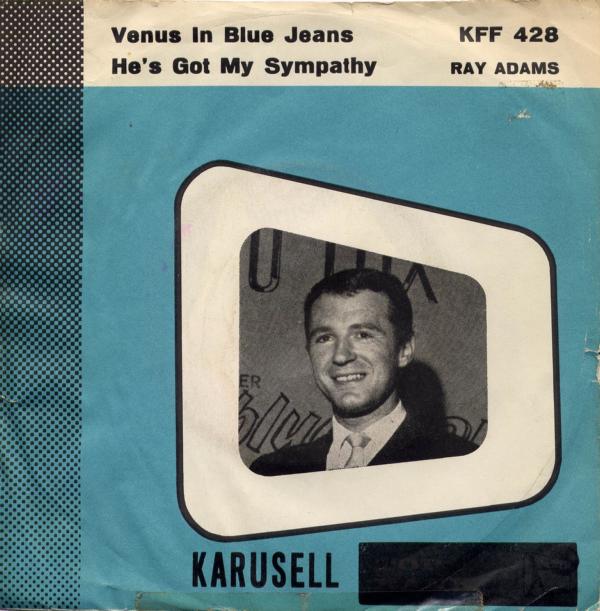 Venus In Blue Jeans KFF 428
He's Got My Sympathy RAY ADAMS
KARUSELL